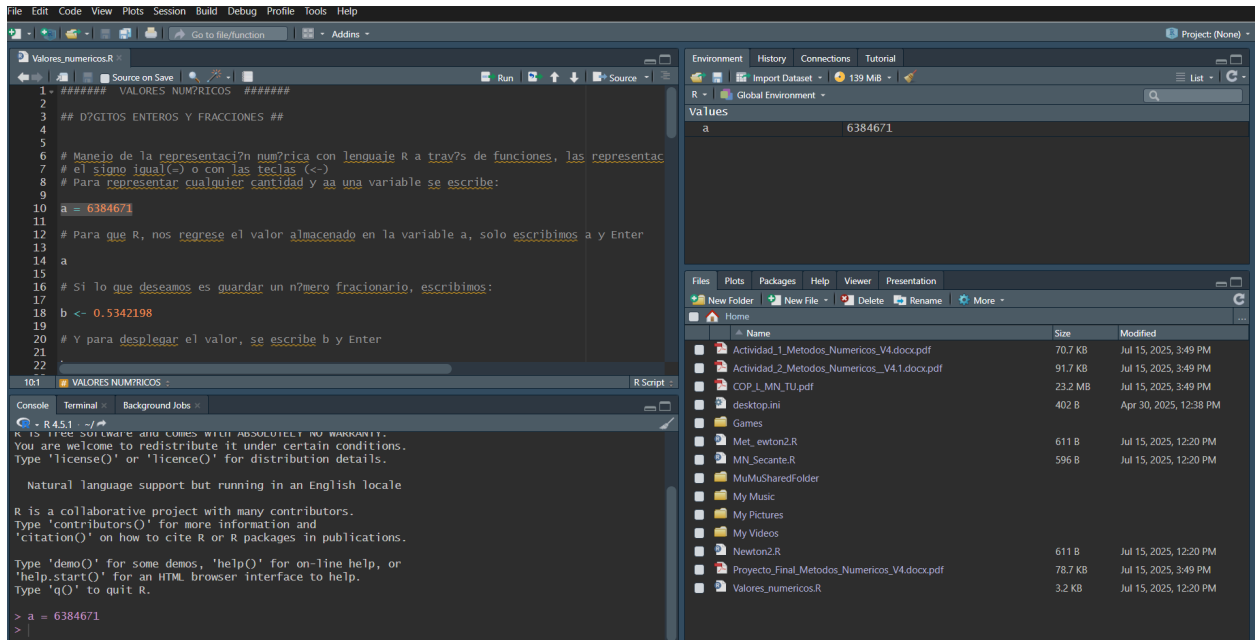 File Edit Code View Plots Session Build Debug Profile Tools Help
Go to file/function Addins Project: (None)
Valores_numericos.R
Source on Save Run Source
1 ####### VALORES NUM?RICOS #######
2
3 ## D?GITOS ENTEROS Y FRACCIONES ##
4
5
6 # Manejo de la representaci?n num?rica con lenguaje R a trav?s de funciones, las representac
7 # el signo igual(=) o con las teclas (<-)
8 # Para representar cualquier cantidad y aa una variable se escribe:
9
10 a = 6384671
11
12 # Para que R, nos regrese el valor almacenado en la variable a, solo escribimos a y Enter
13
14 a
15
16 # Si lo que deseamos es guardar un n?mero fraccionario, escribimos:
17
18 b <- 0.5342198
19
20 # Y para desplegar el valor, se escribe b y Enter
21
22
10:1 # VALORES NUM?RICOS R Script
Console Terminal Background Jobs
R 4.5.1 · ~/
R is free software and comes with ABSOLUTELY NO WARRANTY.
You are welcome to redistribute it under certain conditions.
Type 'license()' or 'licence()' for distribution details.
Natural language support but running in an English locale
R is a collaborative project with many contributors.
Type 'contributors()' for more information and
'citation()' on how to cite R or R packages in publications.
Type 'demo()' for some demos, 'help()' for on-line help, or
'help.start()' for an HTML browser interface to help.
Type 'q()' to quit R.
> a = 6384671
>
Environment History Connections Tutorial
Import Dataset 139 MiB List
R Global Environment
Values
a 6384671
Files Plots Packages Help Viewer Presentation
New Folder New File Delete Rename More
Home
Name Size Modified
Actividad_1_Metodos_Numericos_V4.docx.pdf 70.7 KB Jul 15, 2025, 3:49 PM
Actividad_2_Metodos_Numericos__V4.1.docx.pdf 91.7 KB Jul 15, 2025, 3:49 PM
COP_L_MN_TU.pdf 23.2 MB Jul 15, 2025, 3:49 PM
desktop.ini 402 B Apr 30, 2025, 12:38 PM
Games
Met_ ewton2.R 611 B Jul 15, 2025, 12:20 PM
MN_Secante.R 596 B Jul 15, 2025, 12:20 PM
MuMuSharedFolder
My Music
My Pictures
My Videos
Newton2.R 611 B Jul 15, 2025, 12:20 PM
Proyecto_Final_Metodos_Numericos_V4.docx.pdf 78.7 KB Jul 15, 2025, 3:49 PM
Valores_numericos.R 3.2 KB Jul 15, 2025, 12:20 PM